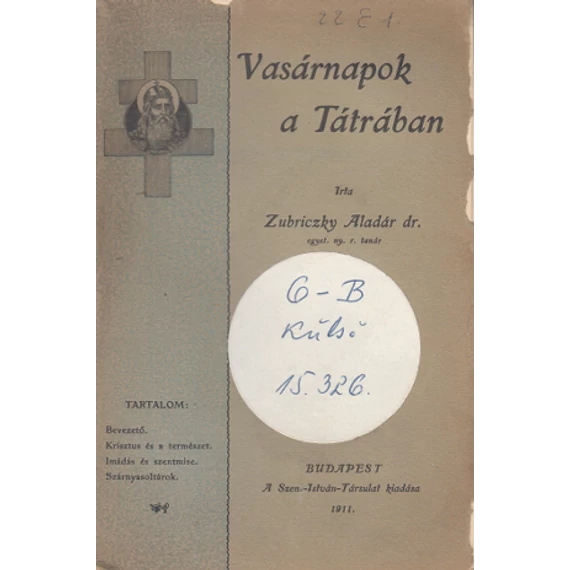 22 E 1.
Vasárnapok
a Tátrában
Irta
Zubriczky Aladár dr.
egyet. ny. r. tanár
6-B
Külső
15.326.
TARTALOM:
Bevezető.
Krisztus és a természet.
Imádás és szentmise.
Szárnyasoltárok.
BUDAPEST
A Szen.-István-Társulat kiadása
1911.